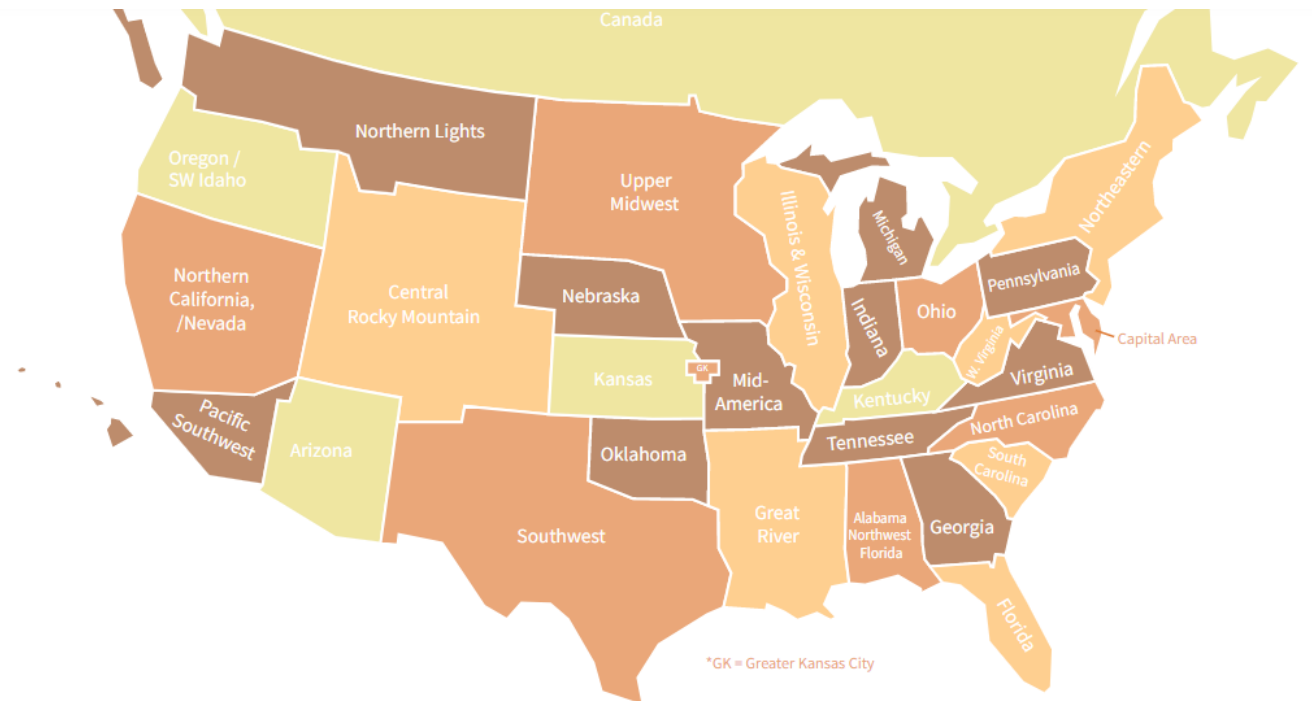 Canada
Northern Lights
Oregon /
SW Idaho
Upper
Midwest
Illinois & Wisconsin
Michigan
Northeastern
Northern
California,
/Nevada
Central
Rocky Mountain
Nebraska
Indiana
Ohio
Pennsylvania
W. Virginia
Capital Area
Kansas
GK
Mid-
America
Kentucky
Virginia
Pacific
Southwest
Arizona
Oklahoma
Tennessee
North Carolina
South
Carolina
Southwest
Great
River
Alabama
Northwest
Florida
Georgia
Florida
*GK = Greater Kansas City